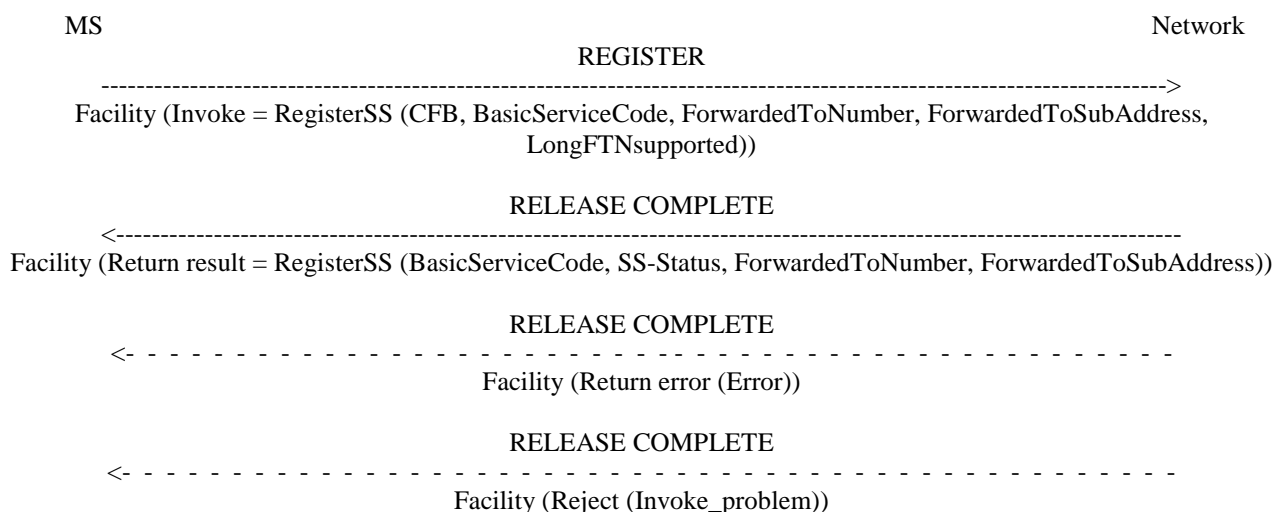 MS Network
REGISTER
------------------------------------------------------------------------------------------------------------------------>
Facility (Invoke = RegisterSS (CFB, BasicServiceCode, ForwardedToNumber, ForwardedToSubAddress,
LongFTNsupported))
RELEASE COMPLETE
<------------------------------------------------------------------------------------------------------------------------
Facility (Return result = RegisterSS (BasicServiceCode, SS-Status, ForwardedToNumber, ForwardedToSubAddress))
RELEASE COMPLETE
<- - - - - - - - - - - - - - - - - - - - - - - - -- - - - - - - - - - - - - - - - - - - - - - -
Facility (Return error (Error))
RELEASE COMPLETE
<- - - - - - - - - - - - - - - - - - - - - - - - - - - - - - - - - - - - - - - - - - - - - - - -
Facility (Reject (Invoke_problem))